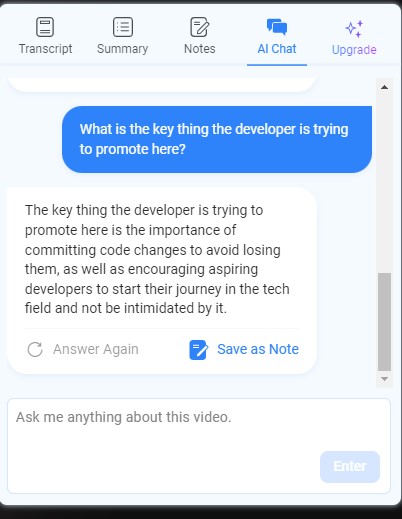 Transcript
Summary
Notes
AI Chat
Upgrade
What is the key thing the developer is trying
to promote here?
The key thing the developer is trying to
promote here is the importance of
committing code changes to avoid losing
them, as well as encouraging aspiring
developers to start their journey in the tech
field and not be intimidated by it.
Answer Again
Save as Note
Ask me anything about this video.
Enter